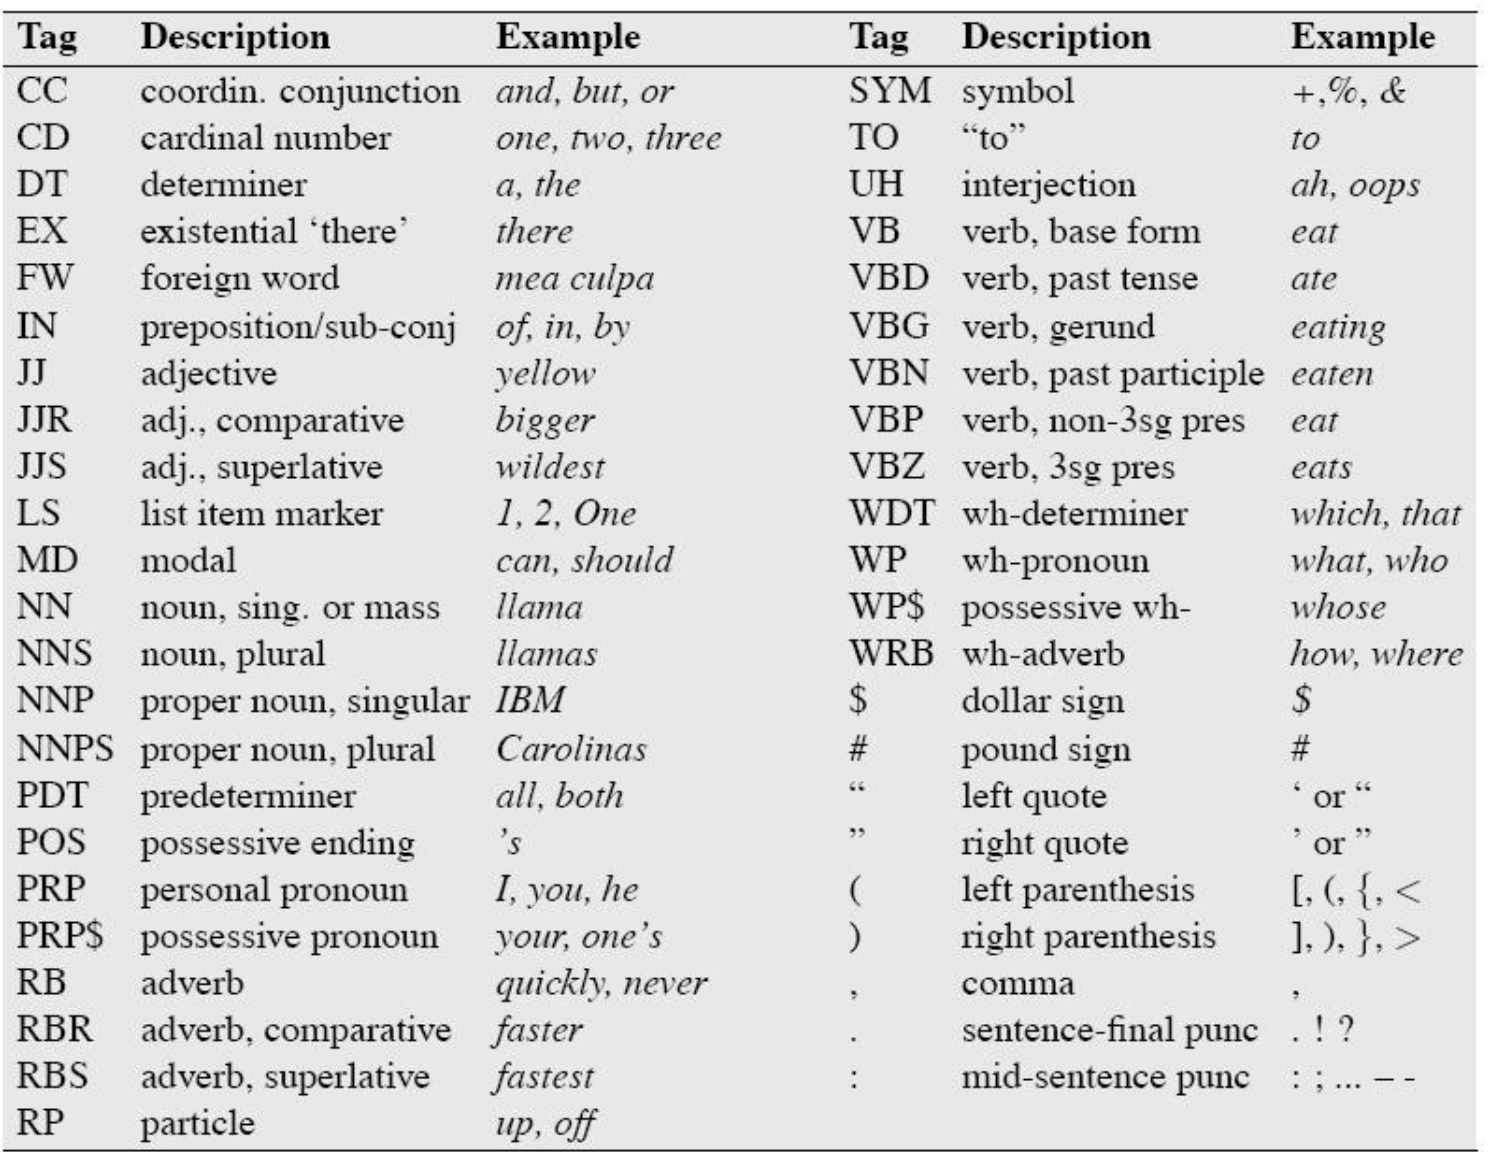 Tag Description Example Tag Description Example
CC coordin. conjunction and, but, or SYM symbol +,%, &
CD cardinal number one, two, three TO “to” to
DT determiner a, the UH interjection ah, oops
EX existential ‘there’ there VB verb, base form eat
FW foreign word mea culpa VBD verb, past tense ate
IN preposition/sub-conj of, in, by VBG verb, gerund eating
JJ adjective yellow VBN verb, past participle eaten
JJR adj., comparative bigger VBP verb, non-3sg pres eat
JJS adj., superlative wildest VBZ verb, 3sg pres eats
LS list item marker 1, 2, One WDT wh-determiner which, that
MD modal can, should WP wh-pronoun what, who
NN noun, sing. or mass llama WP$ possessive wh- whose
NNS noun, plural llamas WRB wh-adverb how, where
NNP proper noun, singular IBM $ dollar sign $
NNPS proper noun, plural Carolinas # pound sign #
PDT predeterminer all, both “ left quote ‘ or “
POS possessive ending ’s ” right quote ’ or ”
PRP personal pronoun I, you, he ( left parenthesis [, (, {, <
PRP$ possessive pronoun your, one’s ) right parenthesis ], ), }, >
RB adverb quickly, never , comma ,
RBR adverb, comparative faster . sentence-final punc . ! ?
RBS adverb, superlative fastest : mid-sentence punc : ; ... – -
RP particle up, off